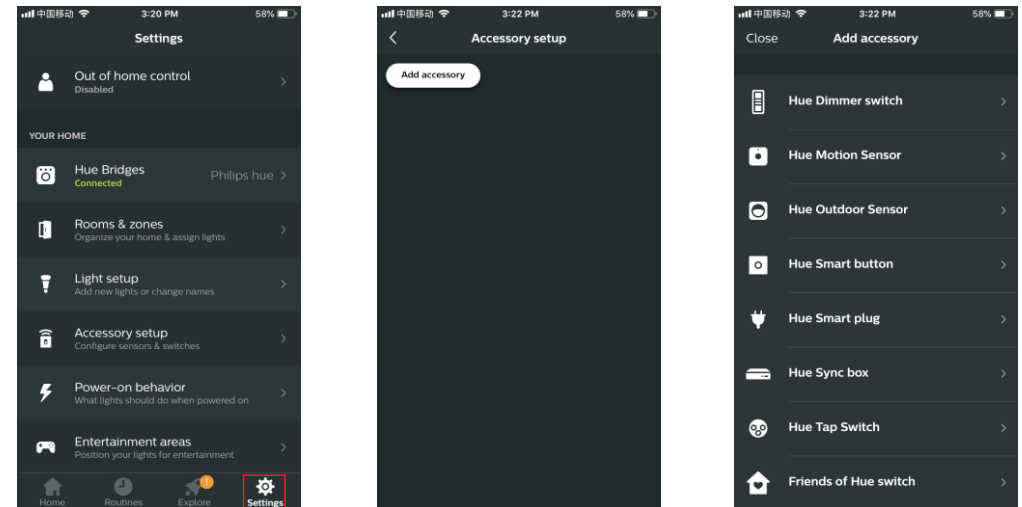 中国移动 3:20 PM 58%
Settings
Out of home control
Disabled
YOUR HOME
Hue Bridges
Connected
Philips hue
Rooms & zones
Organize your home & assign lights
Light setup
Add new lights or change names
Accessory setup
Configure sensors & switches
Power-on behavior
What lights should do when powered on
Entertainment areas
Position your lights for entertainment
Home Routines Explore Settings
中国移动 3:22 PM 58%
Accessory setup
Add accessory
中国移动 3:22 PM 58%
Close Add accessory
Hue Dimmer switch
Hue Motion Sensor
Hue Outdoor Sensor
Hue Smart button
Hue Smart plug
Hue Sync box
Hue Tap Switch
Friends of Hue switch